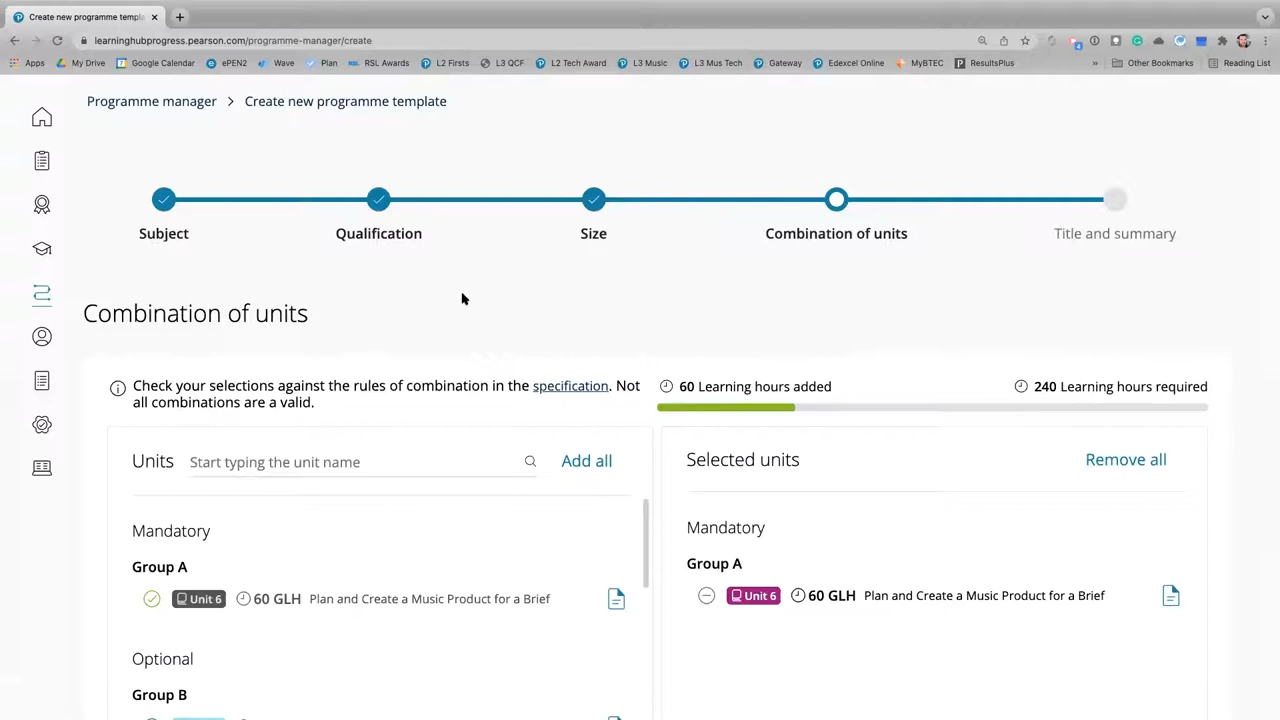 Create new programme templa
learninghubprogress.pearson.com/programme-manager/create
Apps
My Drive
Google Calendar
ePEN2
Wave
Plan
RSL Awards
L2 Firsts
L3 QCF
L2 Tech Award
L3 Music
L3 Mus Tech
Gateway
Edexcel Online
MyBTEC
ResultsPlus
»
Other Bookmarks
Reading List
Programme manager > Create new programme template
Subject
Qualification
Size
Combination of units
Title and summary
Combination of units
Check your selections against the rules of combination in the specification. Not
all combinations are a valid.
60 Learning hours added
240 Learning hours required
Units
Start typing the unit name
Add all
Mandatory
Group A
Unit 6 60 GLH Plan and Create a Music Product for a Brief
Optional
Group B
Selected units
Remove all
Mandatory
Group A
Unit 6 60 GLH Plan and Create a Music Product for a Brief